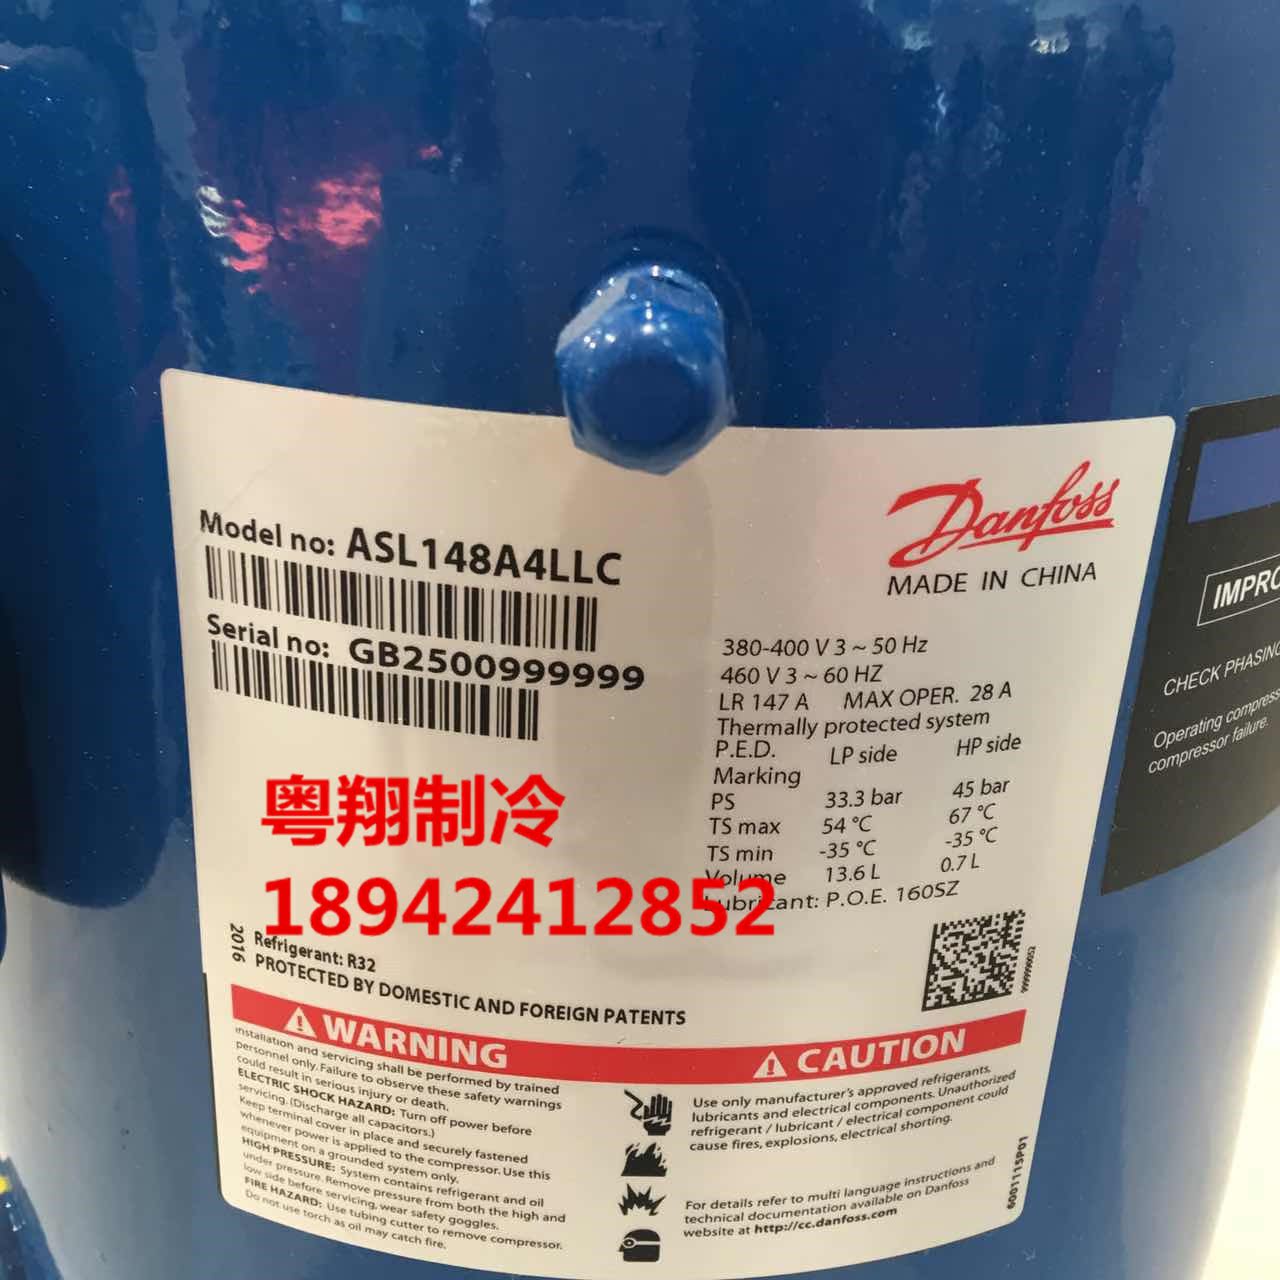 Danfoss
MADE IN CHINA
Model no: ASL148A4LLC
Serial no: GB2500999999
380-400 V 3 ~ 50 Hz
460 V 3 ~ 60 HZ
LR 147 A MAX OPER. 28 A
Thermally protected system
P.E.D. LP side HP side
Marking
PS 33.3 bar 45 bar
TS max 54 °C 67 °C
TS min -35 °C -35 °C
Volume 13.6 L 0.7 L
Lubricant: P.O.E. 160SZ
粤翔制冷
18942412852
2016
Refrigerant: R32
PROTECTED BY DOMESTIC AND FOREIGN PATENTS
WARNING
Installation and servicing shall be performed by trained
personnel only. Failure to observe these safety warnings
could result in serious injury or death.
ELECTRIC SHOCK HAZARD: Turn off power before
servicing. (Discharge all capacitors.)
Keep terminal cover in place and securely fastened
whenever power is applied to the compressor. Use this
equipment on a grounded system only.
HIGH PRESSURE: System contains refrigerant and oil
under pressure. Remove pressure from both the high and
low side before servicing, wear safety goggles.
FIRE HAZARD: Use tubing cutter to remove compressor.
Do not use torch as oil may catch fire.
CAUTION
Use only manufacturer's approved refrigerants,
lubricants and electrical components. Unauthorized
refrigerant / lubricant / electrical component could
cause fires, explosions, electrical shorting.
For details refer to multi language instructions and
technical documentation available on Danfoss
website at http://cc.danfoss.com
6001115P01
IMPRO
CHECK PHASING
Operating compress
compressor failure.